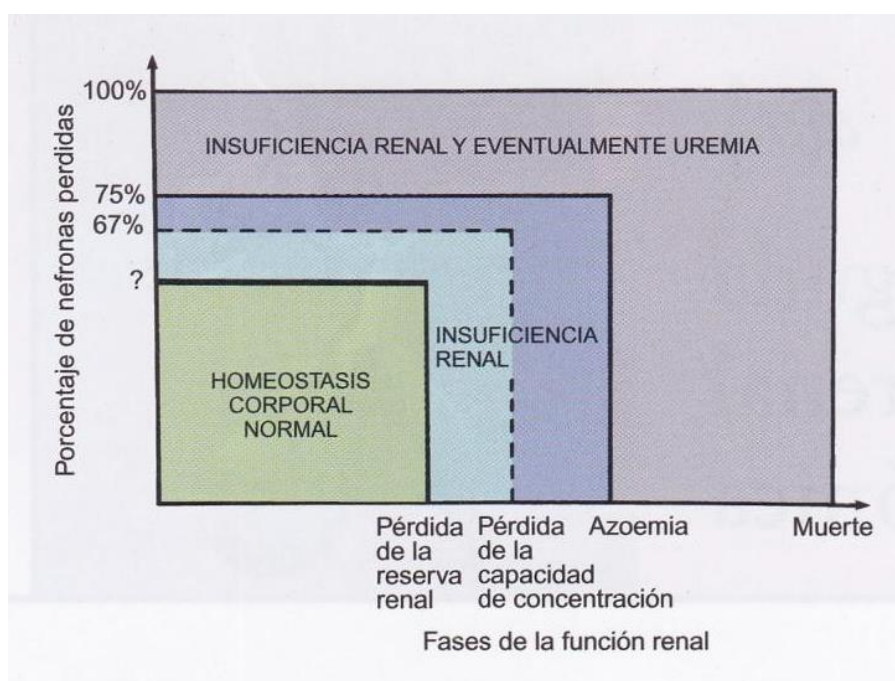 100%
INSUFICIENCIA RENAL Y EVENTUALMENTE UREMIA
75%
67%
?
INSUFICIENCIA
RENAL
HOMEOSTASIS
CORPORAL
NORMAL
Porcentaje de nefronas perdidas
Pérdida
de la
reserva
renal
Pérdida
de la
capacidad
de concentración
Azoemia
Muerte
Fases de la función renal